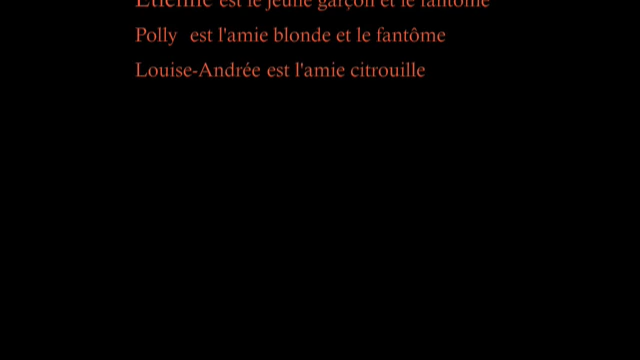 Etienne est le jeune garçon et le fantôme
Polly est l'amie blonde et le fantôme
Louise-Andrée est l'amie citrouille